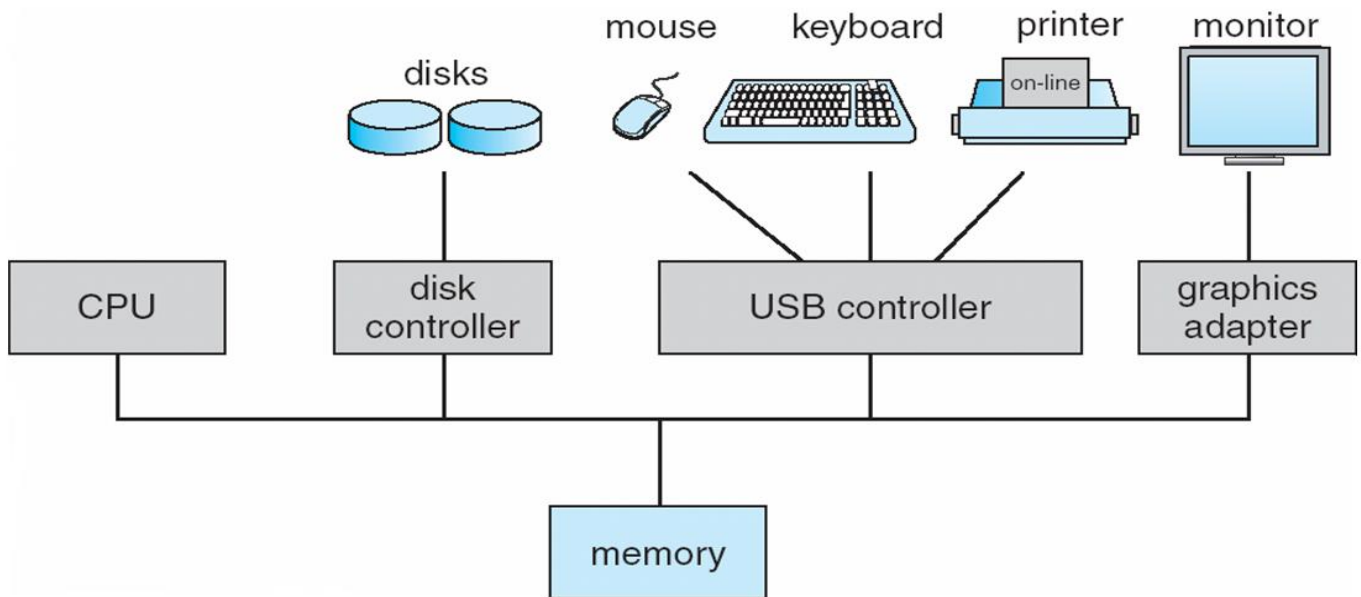 mouse
keyboard
printer
monitor
disks
on-line
CPU
disk
controller
USB controller
graphics
adapter
memory